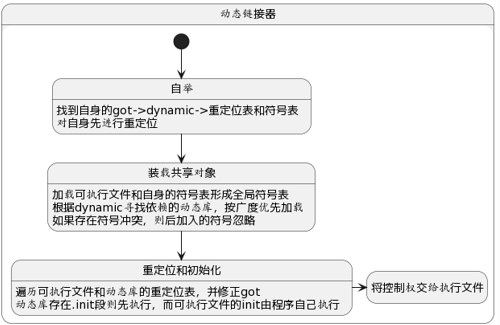 动态链接器
自举
找到自身的got->dynamic->重定位表和符号表
对自身先进行重定位
装载共享对象
加载可执行文件和自身的符号表形成全局符号表
根据dynamic寻找依赖的动态库，按广度优先加载
如果存在符号冲突，则后加入的符号忽略
重定位和初始化
遍历可执行文件和动态库的重定位表，并修正got
动态库存在.init段则先执行，而可执行文件的init由程序自己执行
将控制权交给执行文件